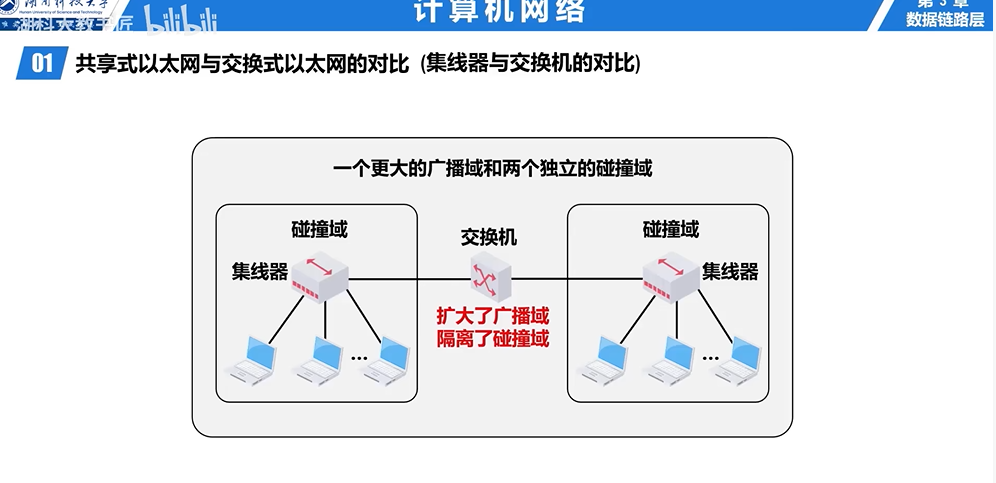 湖南科技大学
Hunan University of Science and Technology
湖科大教书匠 bilibili
计算机网络
第 3 章
数据链路层
01 共享式以太网与交换式以太网的对比 (集线器与交换机的对比)
一个更大的广播域和两个独立的碰撞域
碰撞域
集线器
交换机
扩大了广播域
隔离了碰撞域
碰撞域
集线器
...
...